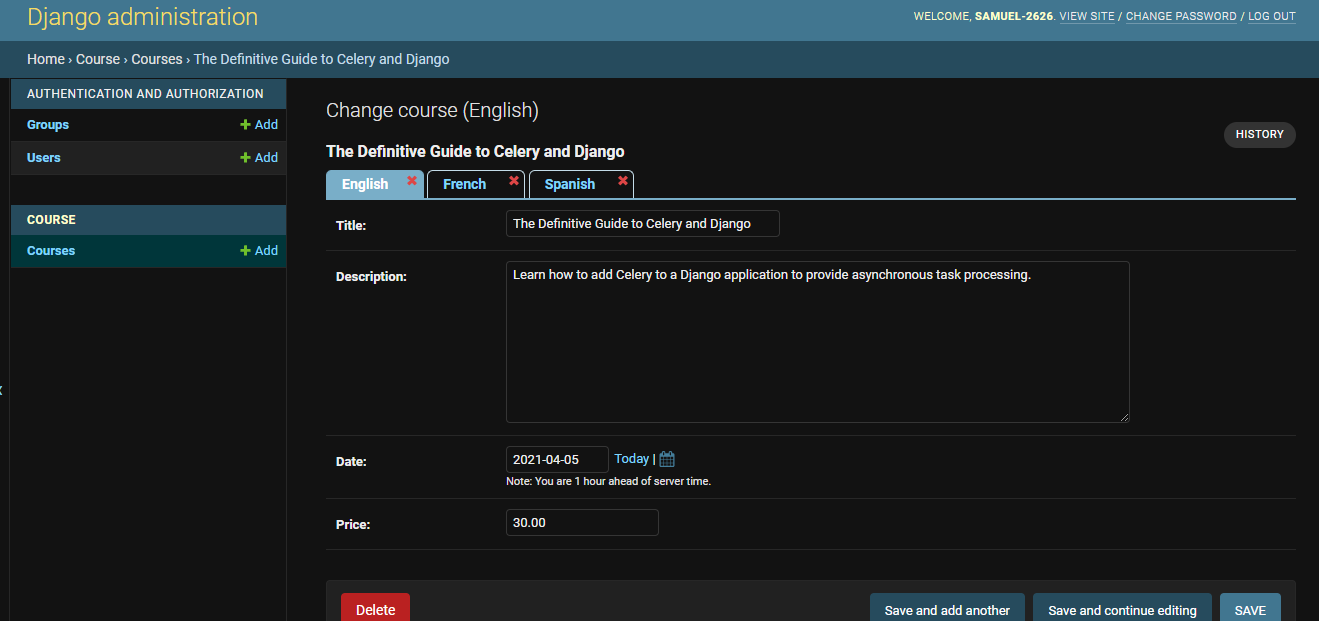 Django administration
WELCOME, SAMUEL-2626. VIEW SITE / CHANGE PASSWORD / LOG OUT
Home › Course › Courses › The Definitive Guide to Celery and Django
AUTHENTICATION AND AUTHORIZATION
Groups + Add
Users + Add
COURSE
Courses + Add
Change course (English)
HISTORY
The Definitive Guide to Celery and Django
English French Spanish
Title: The Definitive Guide to Celery and Django
Description: Learn how to add Celery to a Django application to provide asynchronous task processing.
Date: 2021-04-05 Today |
Note: You are 1 hour ahead of server time.
Price: 30.00
Delete Save and add another Save and continue editing SAVE